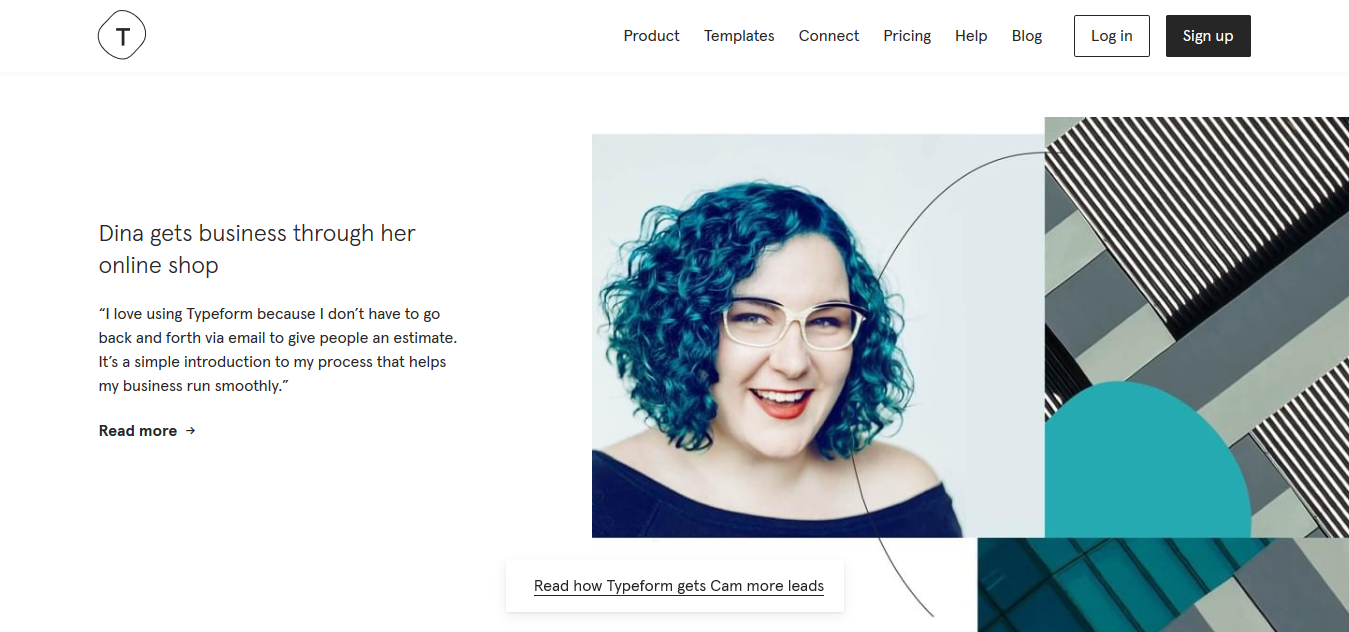 T
Product Templates Connect Pricing Help Blog Log in Sign up
Dina gets business through her
online shop
“I love using Typeform because I don’t have to go
back and forth via email to give people an estimate.
It’s a simple introduction to my process that helps
my business run smoothly.”
Read more →
Read how Typeform gets Cam more leads